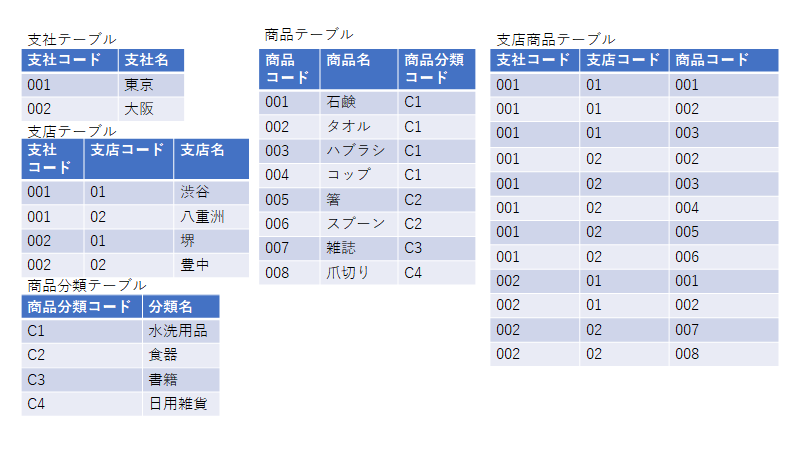 支社テーブル
支社コード 支社名
001 東京
002 大阪
支店テーブル
支社
コード 支店コード 支店名
001 01 渋谷
001 02 八重洲
002 01 堺
002 02 豊中
商品分類テーブル
商品分類コード 分類名
C1 水洗用品
C2 食器
C3 書籍
C4 日用雑貨
商品テーブル
商品 商品名 商品分類
コード コード
001 石鹸 C1
002 タオル C1
003 ハブラシ C1
004 コップ C1
005 箸 C2
006 スプーン C2
007 雑誌 C3
008 爪切り C4
支店商品テーブル
支社コード 支店コード 商品コード
001 01 001
001 01 002
001 01 003
001 02 002
001 02 003
001 02 004
001 02 005
001 02 006
002 01 001
002 01 002
002 02 007
002 02 008